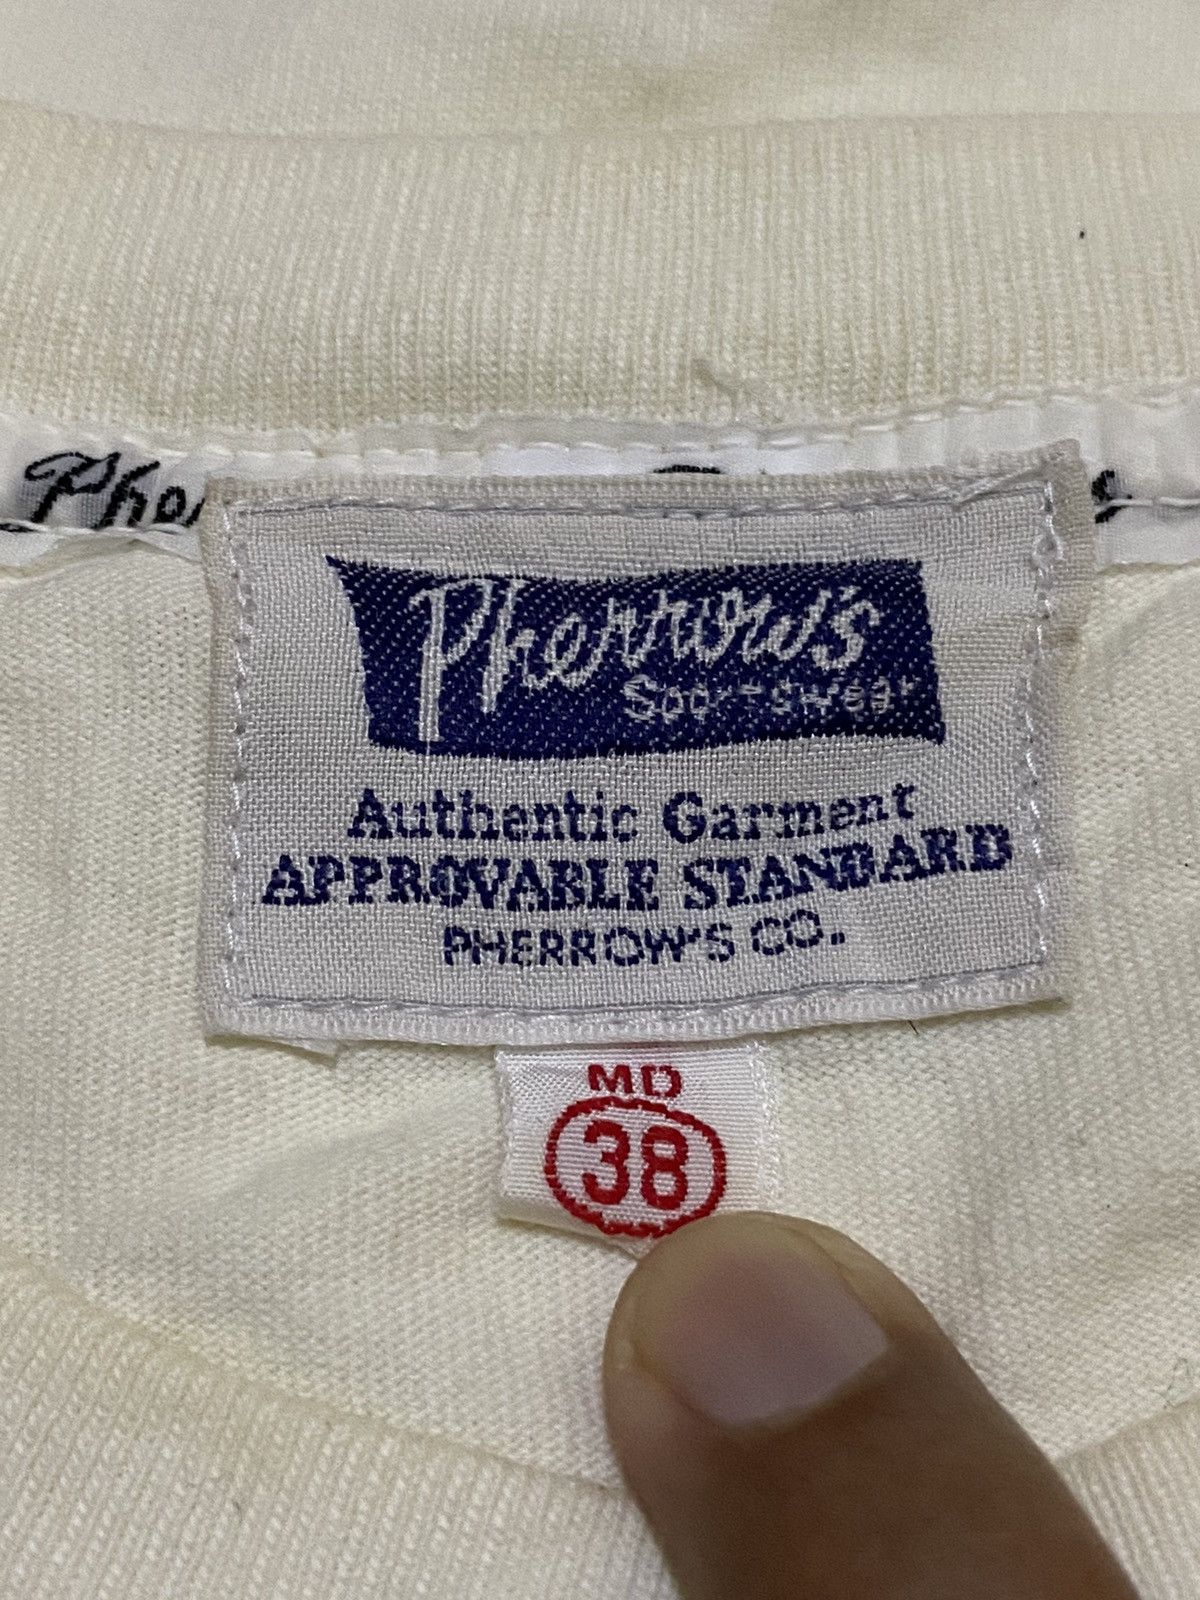 Pherrow's
Sportswear
Authentic Garment
APPROVABLE STANDARD
PHERROW'S CO.
MD
38